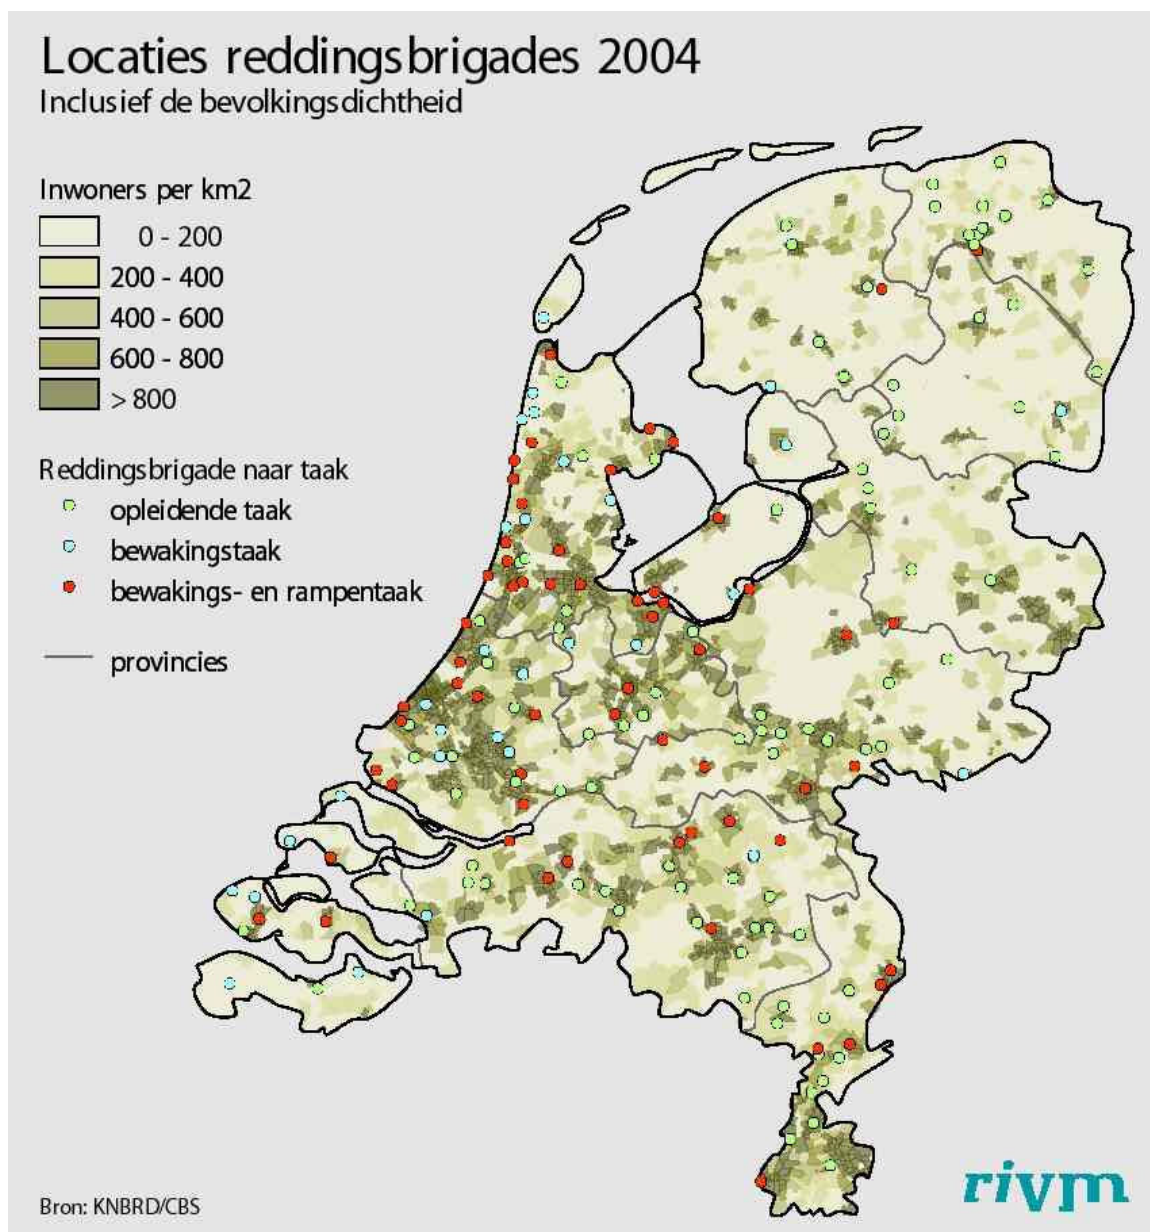 Locaties reddingsbrigades 2004
Inclusief de bevolkingsdichtheid
Inwoners per km2
0 - 200
200 - 400
400 - 600
600 - 800
> 800
Reddingsbrigade naar taak
opleidende taak
bewakingstaak
bewakings- en rampentaak
provincies
Bron: KNBRD/CBS
rivm